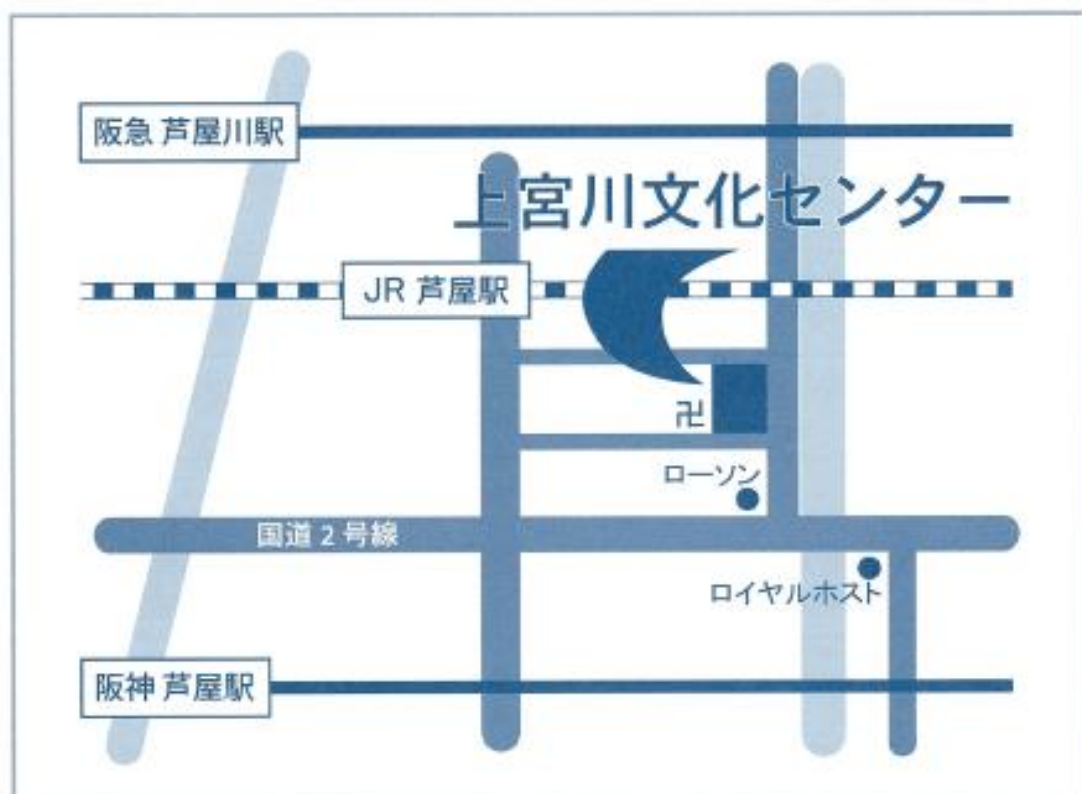 阪急 芦屋川駅
上宮川文化センター
JR 芦屋駅
卍
ローソン
国道 2 号線
ロイヤルホスト
阪神 芦屋駅